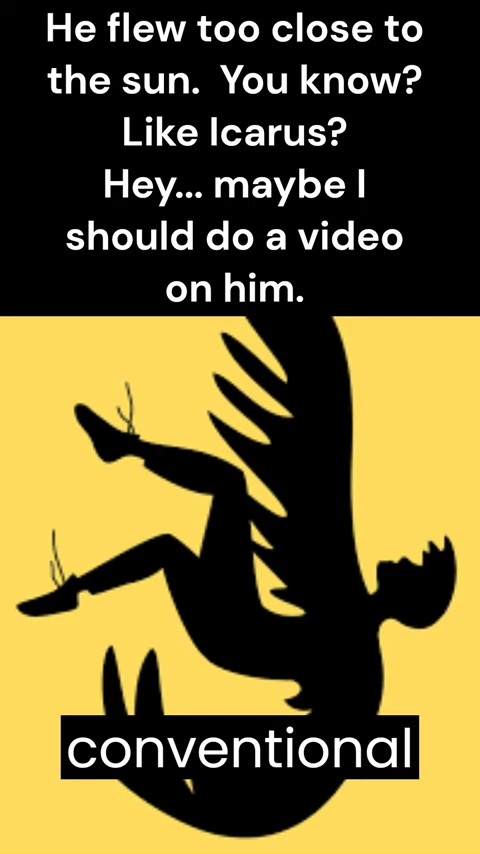 He flew too close to
the sun.  You know?
Like Icarus?
Hey... maybe I
should do a video
on him.
conventional